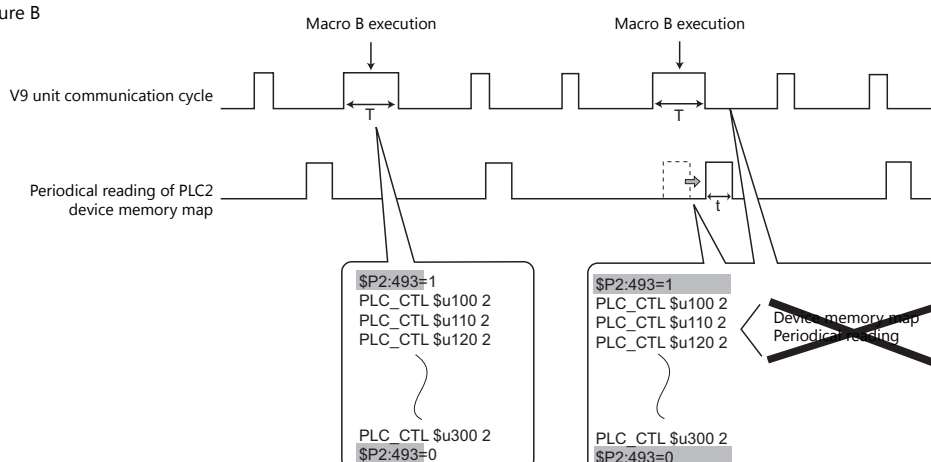 ure B
Macro B execution
Macro B execution
V9 unit communication cycle
T
T
Periodical reading of PLC2
device memory map
t
$P2:493=1
PLC_CTL $u100 2
PLC_CTL $u110 2
PLC_CTL $u120 2
PLC_CTL $u300 2
$P2:493=0
$P2:493=1
PLC_CTL $u100 2
PLC_CTL $u110 2
PLC_CTL $u120 2
PLC_CTL $u300 2
$P2:493=0
Device memory map
Periodical reading